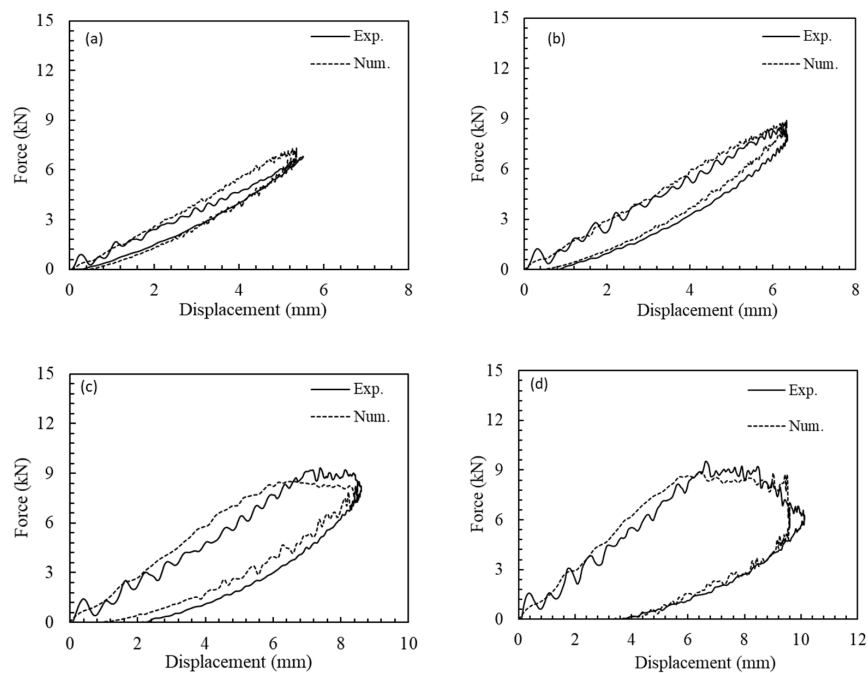 (a)
Exp.
Num.
15
12
9
6
3
0
Force (kN)
0 2 4 6 8
Displacement (mm)
(b)
Exp.
Num.
15
12
9
6
3
0
Force (kN)
0 2 4 6 8
Displacement (mm)
(c)
Exp.
Num.
15
12
9
6
3
0
Force (kN)
0 2 4 6 8 10
Displacement (mm)
(d)
Exp.
Num.
15
12
9
6
3
0
Force (kN)
0 2 4 6 8 10 12
Displacement (mm)